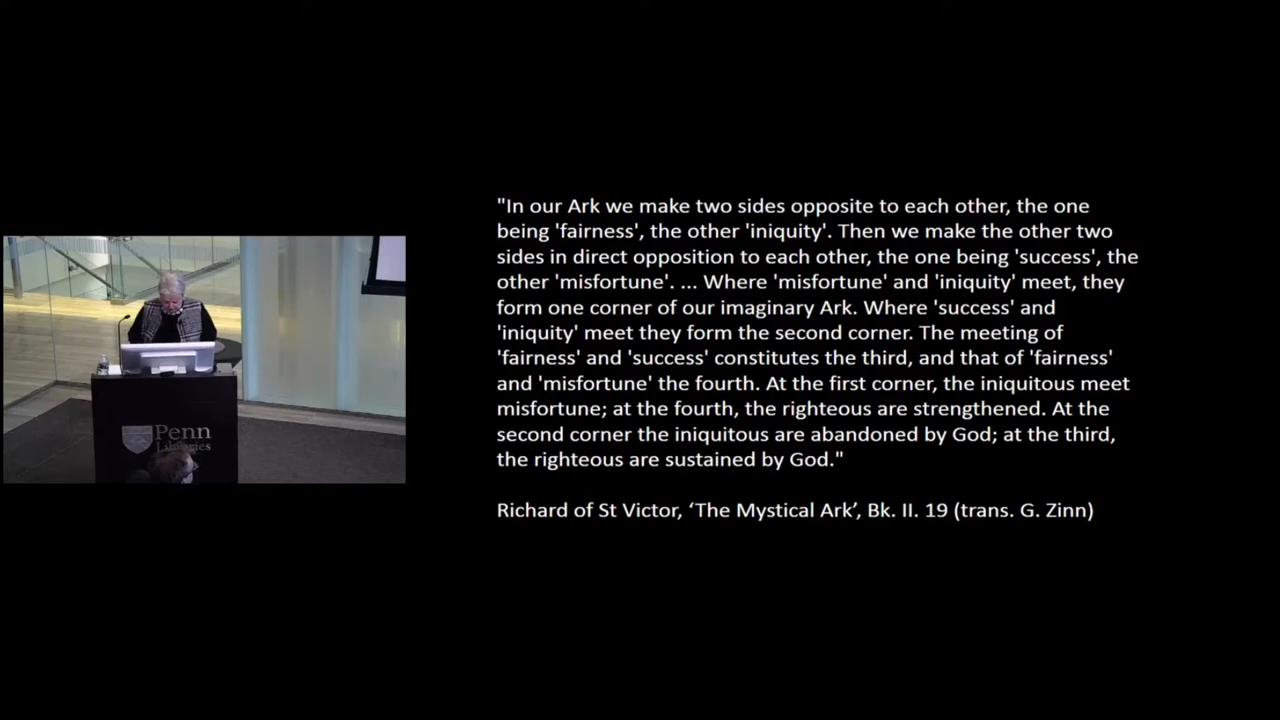 "In our Ark we make two sides opposite to each other, the one
being 'fairness', the other 'iniquity'. Then we make the other two
sides in direct opposition to each other, the one being 'success', the
other 'misfortune'. ... Where 'misfortune' and 'iniquity' meet, they
form one corner of our imaginary Ark. Where 'success' and
'iniquity' meet they form the second corner. The meeting of
'fairness' and 'success' constitutes the third, and that of 'fairness'
and 'misfortune' the fourth. At the first corner, the iniquitous meet
misfortune; at the fourth, the righteous are strengthened. At the
second corner the iniquitous are abandoned by God; at the third,
the righteous are sustained by God."
Richard of St Victor, ‘The Mystical Ark’, Bk. II. 19 (trans. G. Zinn)
Penn
Libraries